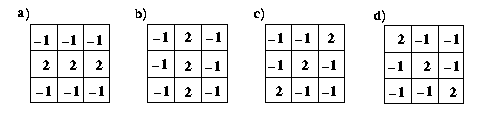 a) b) c) d)
-1 -1 -1 -1 2 -1 -1 -1 2 2 -1 -1
2 2 2 -1 2 -1 -1 2 -1 -1 2 -1
-1 -1 -1 -1 2 -1 2 -1 -1 -1 -1 2